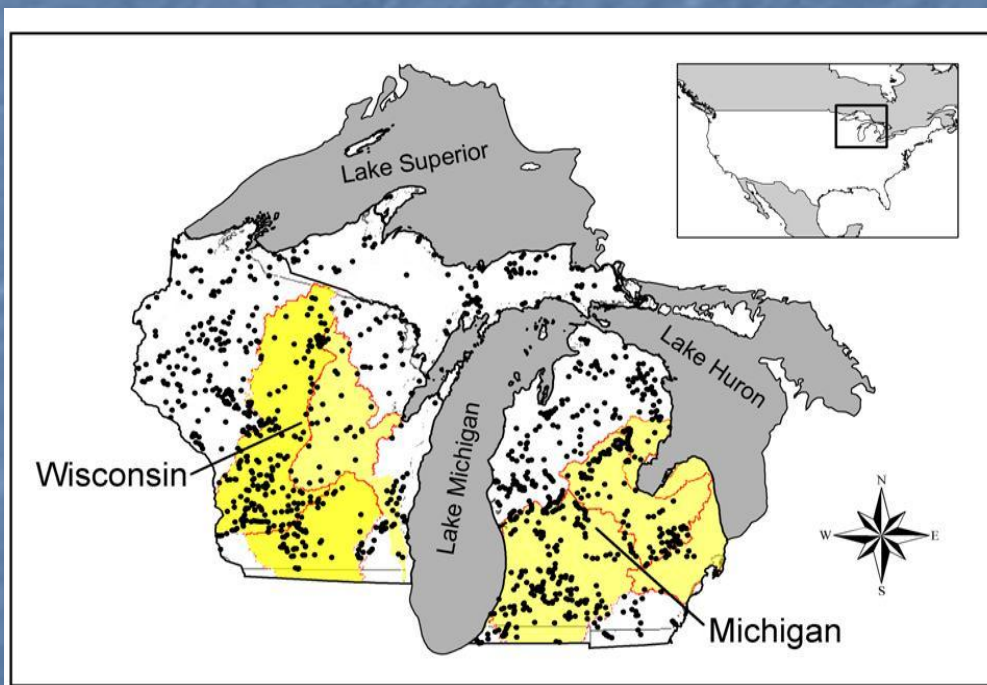 Lake Superior
Lake Huron
Lake Michigan
Wisconsin
Michigan
N
W
E
S